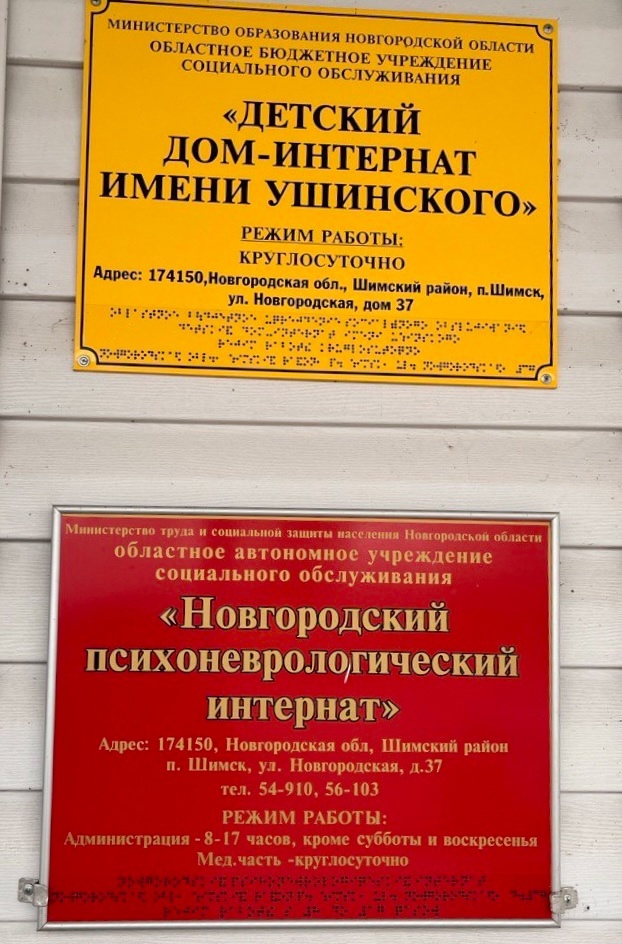 МИНИСТЕРСТВО ОБРАЗОВАНИЯ НОВГОРОДСКОЙ ОБЛАСТИ
ОБЛАСТНОЕ БЮДЖЕТНОЕ УЧРЕЖДЕНИЕ
СОЦИАЛЬНОГО ОБСЛУЖИВАНИЯ
«ДЕТСКИЙ
ДОМ-ИНТЕРНАТ
ИМЕНИ УШИНСКОГО»
РЕЖИМ РАБОТЫ:
КРУГЛОСУТОЧНО
Адрес: 174150,Новгородская обл., Шимский район, п.Шимск,
ул. Новгородская, дом 37
Министерство труда и социальной защиты населения Новгородской области
областное автономное учреждение
социального обслуживания
«Новгородский
психоневрологический
интернат»
Адрес: 174150, Новгородская обл, Шимский район
п. Шимск, ул. Новгородская, д.37
тел. 54-910, 56-103
РЕЖИМ РАБОТЫ:
Администрация - 8-17 часов, кроме субботы и воскресенья
Мед.часть -круглосуточно